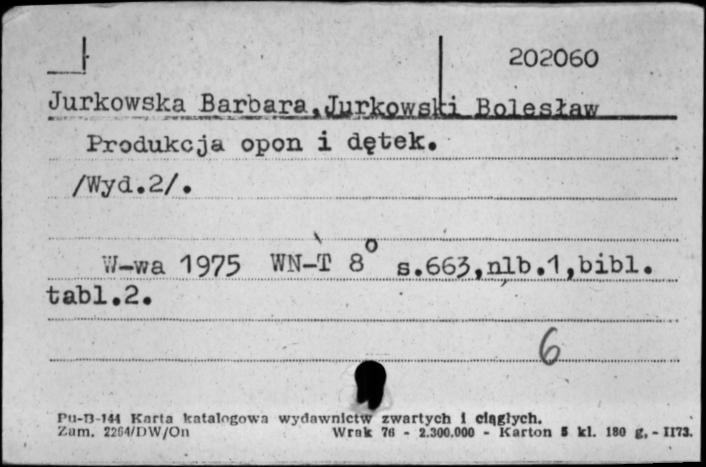 202060
Jurkowska Barbara,Jurkowski Bolesław
Produkcja opon i dętek.
/Wyd.2/.
W-wa 1975 WN-T 8° s.663,nlb.1,bibl.
tabl.2.
6
Pu-B-144 Karta katalogowa wydawnictw zwartych i ciągłych.
Zam. 2264/DW/On Wrak 76 - 2.300.000 - Karton 5 kl. 180 g. - II73.